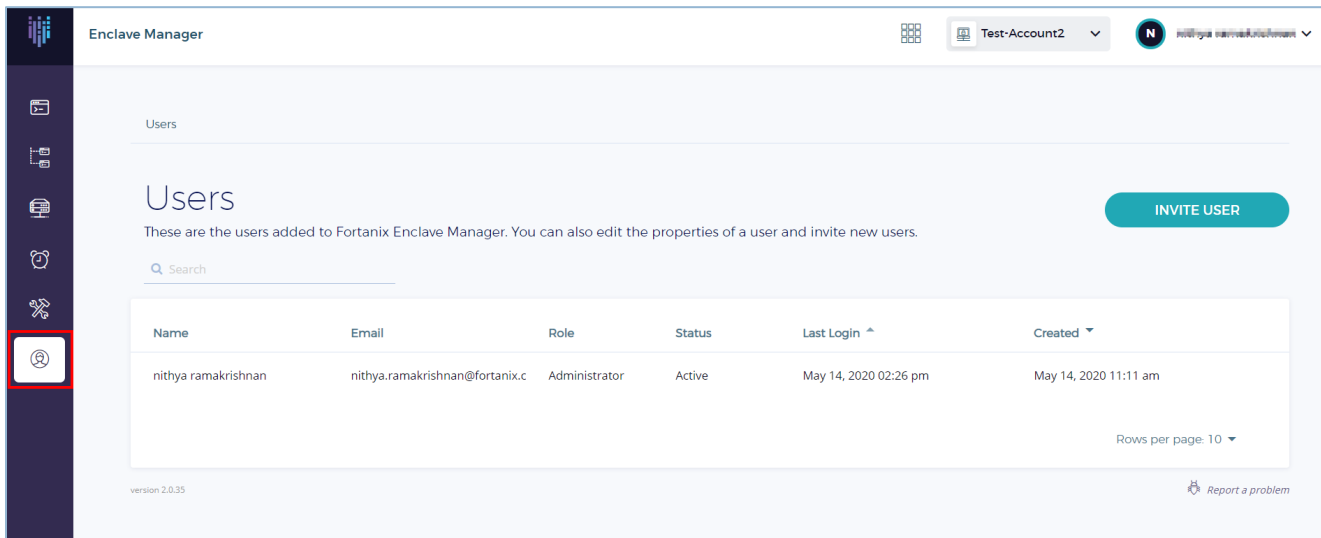 Enclave Manager
Test-Account2
N
Users
Users
INVITE USER
These are the users added to Fortanix Enclave Manager. You can also edit the properties of a user and invite new users.
Search
Name Email Role Status Last Login Created
nithya ramakrishnan nithya.ramakrishnan@fortanix.c Administrator Active May 14, 2020 02:26 pm May 14, 2020 11:11 am
Rows per page: 10
version 2.0.35 Report a problem